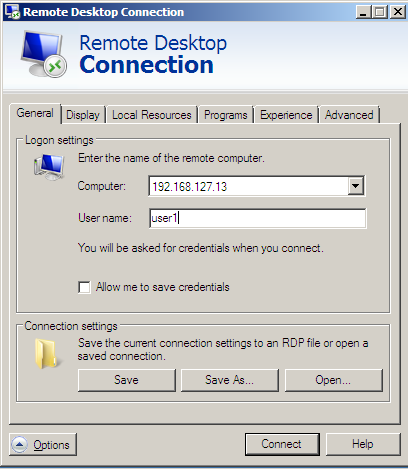 Remote Desktop Connection
Remote Desktop
Connection
General Display Local Resources Programs Experience Advanced
Logon settings
Enter the name of the remote computer.
Computer: 192.168.127.13
User name: user1
You will be asked for credentials when you connect.
Allow me to save credentials
Connection settings
Save the current connection settings to an RDP file or open a
saved connection.
Save Save As... Open...
Options Connect Help